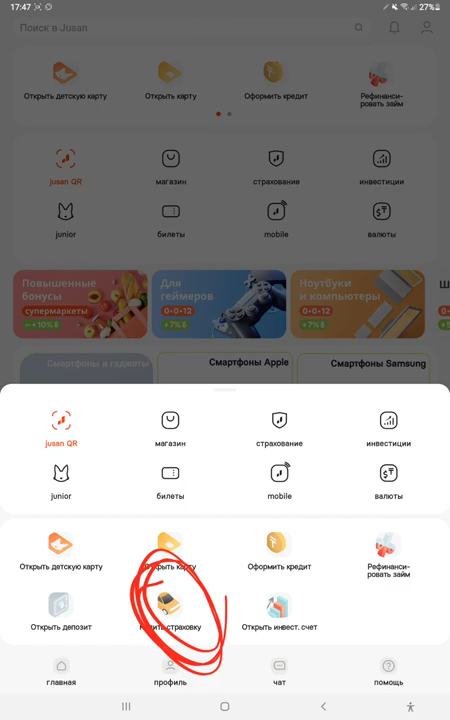 17:47
27%
Поиск в Jusan
Открыть детскую карту
Открыть карту
Оформить кредит
Рефинанси-
ровать займ
jusan QR
магазин
страхование
инвестиции
junior
билеты
mobile
валюты
Повышенные
бонусы
супермаркеты
+ 10% Б
Для
геймеров
0•0•12
+7% Б
Ноутбуки
и компьютеры
0•0•12
+7% Б
Ш
0•
+5
Смартфоны и гаджеты
Смартфоны Apple
Смартфоны Samsung
jusan QR
магазин
страхование
инвестиции
junior
билеты
mobile
валюты
Открыть детскую карту
Открыть карту
Оформить кредит
Рефинанси-
ровать займ
Открыть депозит
Купить страховку
Открыть инвест. счет
главная
профиль
чат
помощь